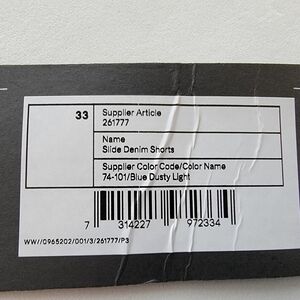 33
Supplier Article
261777
Name
Slide Denim Shorts
Supplier Color Code/Color Name
74-101/Blue Dusty Light
7 314227 972334
WW//0965202/001/3/261777/P3